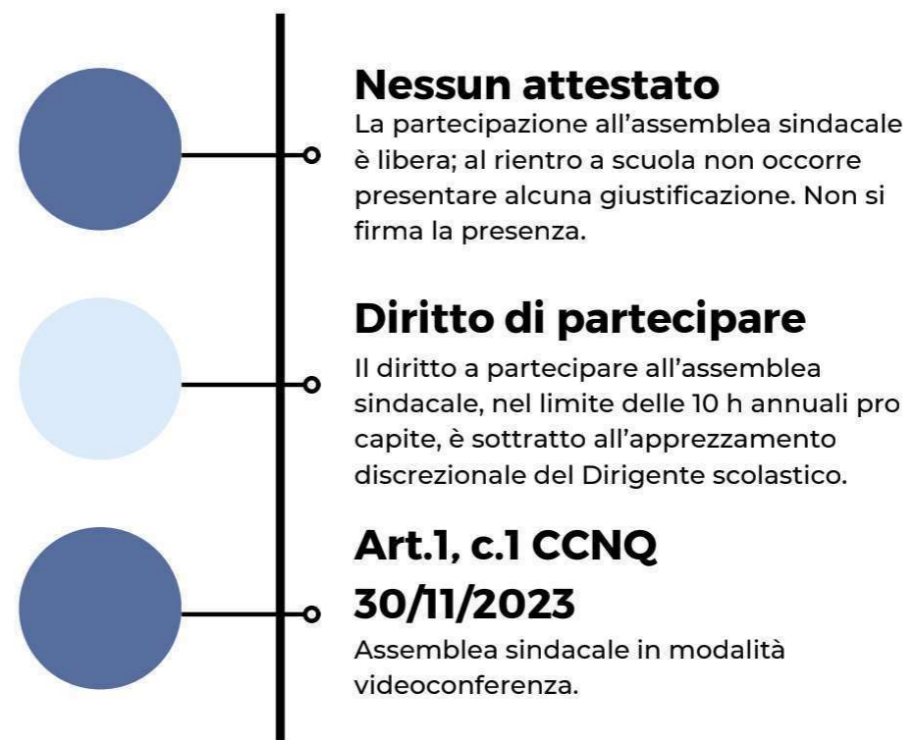 Nessun attestato
La partecipazione all’assemblea sindacale
è libera; al rientro a scuola non occorre
presentare alcuna giustificazione. Non si
firma la presenza.
Diritto di partecipare
Il diritto a partecipare all’assemblea
sindacale, nel limite delle 10 h annuali pro
capite, è sottratto all’apprezzamento
discrezionale del Dirigente scolastico.
Art.1, c.1 CCNQ
30/11/2023
Assemblea sindacale in modalità
videoconferenza.